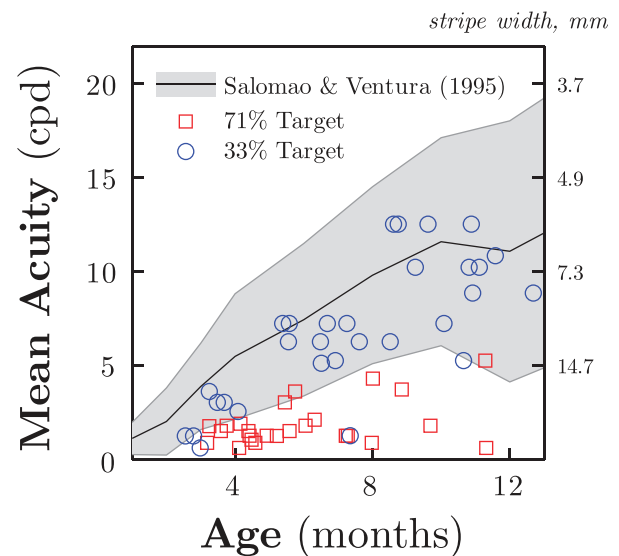 stripe width, mm
Mean Acuity (cpd)
20
15
10
5
0
Salomao & Ventura (1995)
71% Target
33% Target
3.7
4.9
7.3
14.7
4
8
12
Age (months)